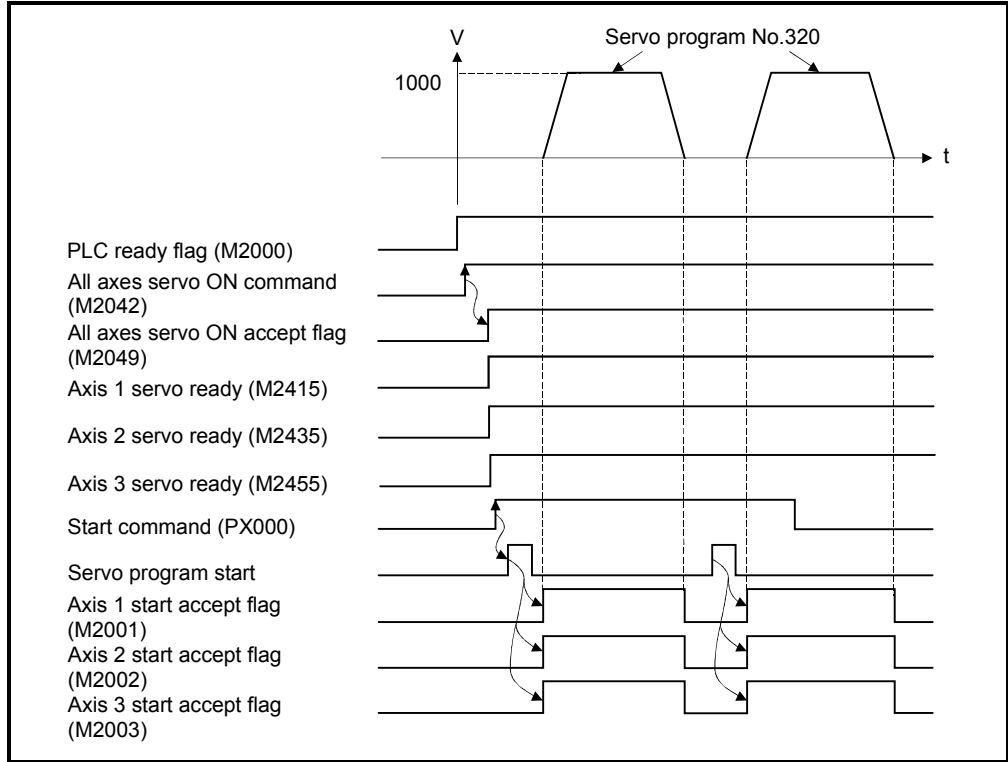 V
Servo program No.320
1000
t
PLC ready flag (M2000)
All axes servo ON command
(M2042)
All axes servo ON accept flag
(M2049)
Axis 1 servo ready (M2415)
Axis 2 servo ready (M2435)
Axis 3 servo ready (M2455)
Start command (PX000)
Servo program start
Axis 1 start accept flag
(M2001)
Axis 2 start accept flag
(M2002)
Axis 3 start accept flag
(M2003)